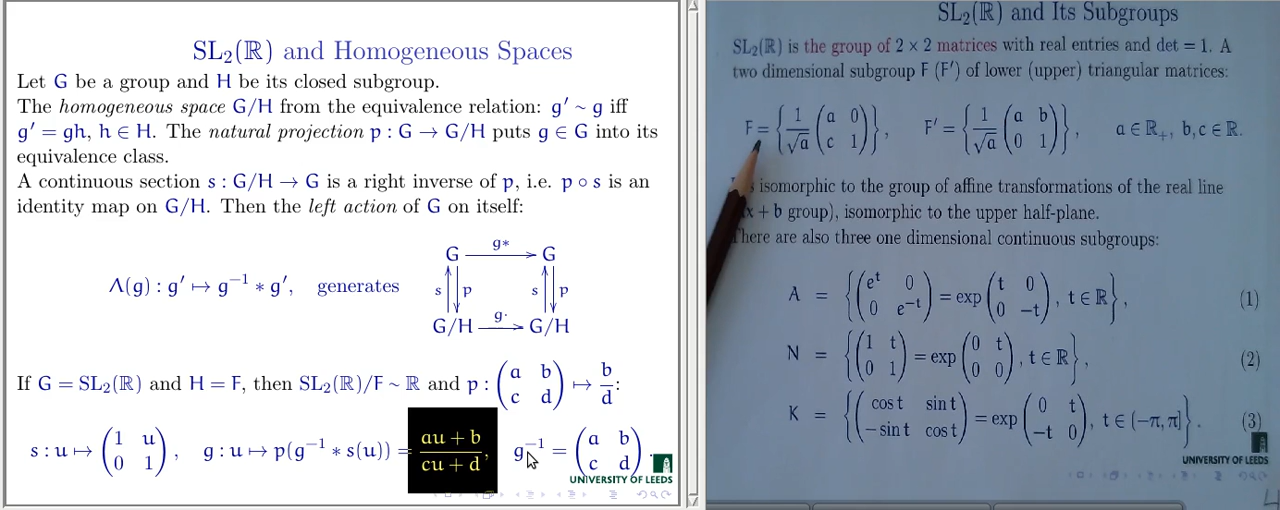 SL₂(ℝ) and Homogeneous Spaces
Let G be a group and H be its closed subgroup.
The homogeneous space G/H from the equivalence relation: g′ ~ g iff
g′ = gh, h ∈ H. The natural projection p : G → G/H puts g ∈ G into its
equivalence class.
A continuous section s : G/H → G is a right inverse of p, i.e. p ∘ s is an
identity map on G/H. Then the left action of G on itself:
g*
G G
Λ(g) : g′ ↦ g⁻¹ * g′, generates
s p s p
g·
G/H G/H
If G = SL₂(ℝ) and H = F, then SL₂(ℝ)/F ~ ℝ and p : (a b; c d) ↦ b/d:
s : u ↦ (1 u; 0 1), g : u ↦ p(g⁻¹ * s(u)) = (au + b)/(cu + d), g⁻¹ = (a b; c d).
UNIVERSITY OF LEEDS
SL₂(ℝ) and Its Subgroups
SL₂(ℝ) is the group of 2 × 2 matrices with real entries and det = 1. A
two dimensional subgroup F (F′) of lower (upper) triangular matrices:
F = {1/√a (a 0; c 1)}, F′ = {1/√a (a b; 0 1)}, a ∈ ℝ₊, b, c ∈ ℝ.
isomorphic to the group of affine transformations of the real line
x + b group), isomorphic to the upper half-plane.
There are also three one dimensional continuous subgroups:
A = {(eᵗ 0; 0 e⁻ᵗ) = exp (t 0; 0 −t), t ∈ ℝ}, (1)
N = {(1 t; 0 1) = exp (0 t; 0 0), t ∈ ℝ}, (2)
K = {(cos t sin t; −sin t cos t) = exp (0 t; −t 0), t ∈ (−π, π]}. (3)
UNIVERSITY OF LEEDS